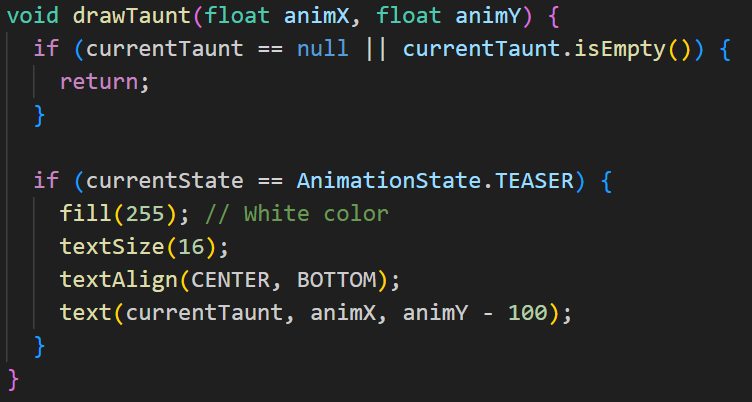 void drawTaunt(float animX, float animY) {
  if (currentTaunt == null || currentTaunt.isEmpty()) {
    return;
  }

  if (currentState == AnimationState.TEASER) {
    fill(255); // White color
    textSize(16);
    textAlign(CENTER, BOTTOM);
    text(currentTaunt, animX, animY - 100);
  }
}